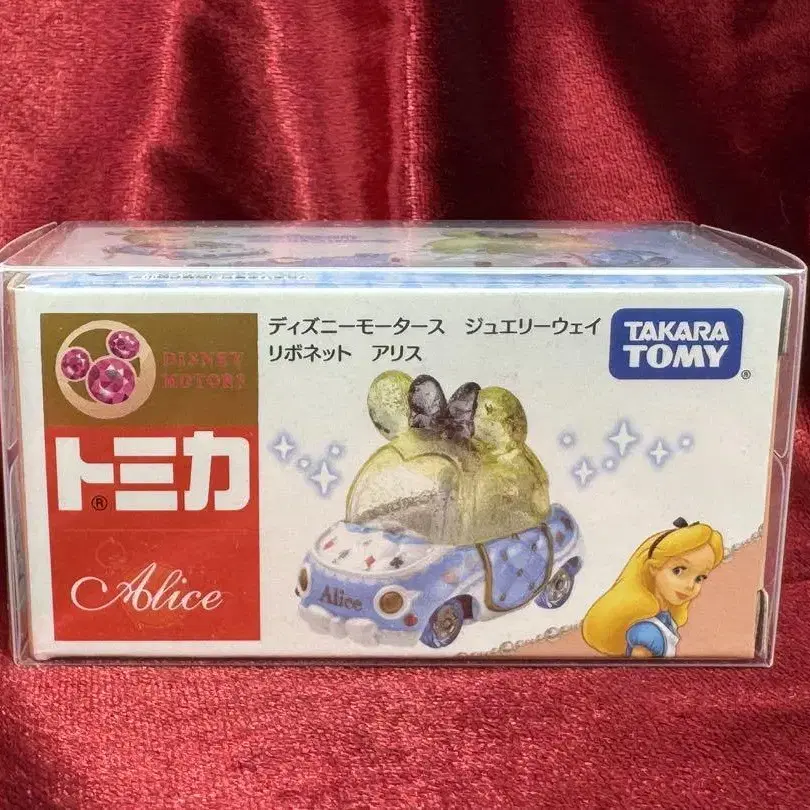 ディズニーモータース ジュエリーウェイ
リボネット アリス
TAKARA
TOMY
®
DISNEY
MOTORS
トミカ
®
Alice
Alice